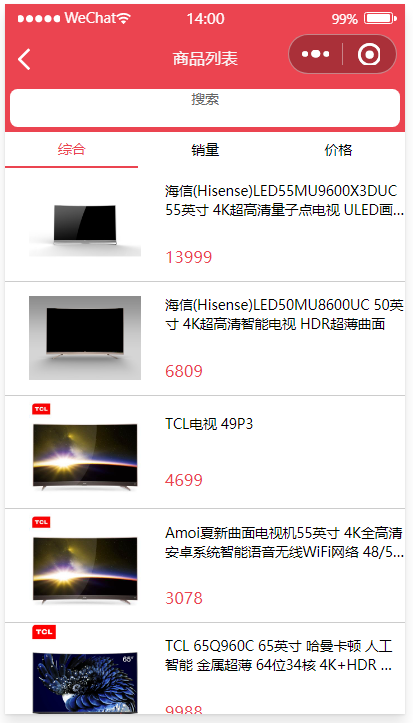 WeChat 14:00 99%
商品列表
搜索
综合 销量 价格
海信(Hisense)LED55MU9600X3DUC
55英寸 4K超高清量子点电视 ULED画...
13999
海信(Hisense)LED50MU8600UC 50英
寸 4K超高清智能电视 HDR超薄曲面
6809
TCL
TCL电视 49P3
4699
TCL
Amoi夏新曲面电视机55英寸 4K全高清
安卓系统智能语音无线WiFi网络 48/5...
3078
TCL
65"
TCL 65Q960C 65英寸 哈曼卡顿 人工
智能 金属超薄 64位34核 4K+HDR ...
9988